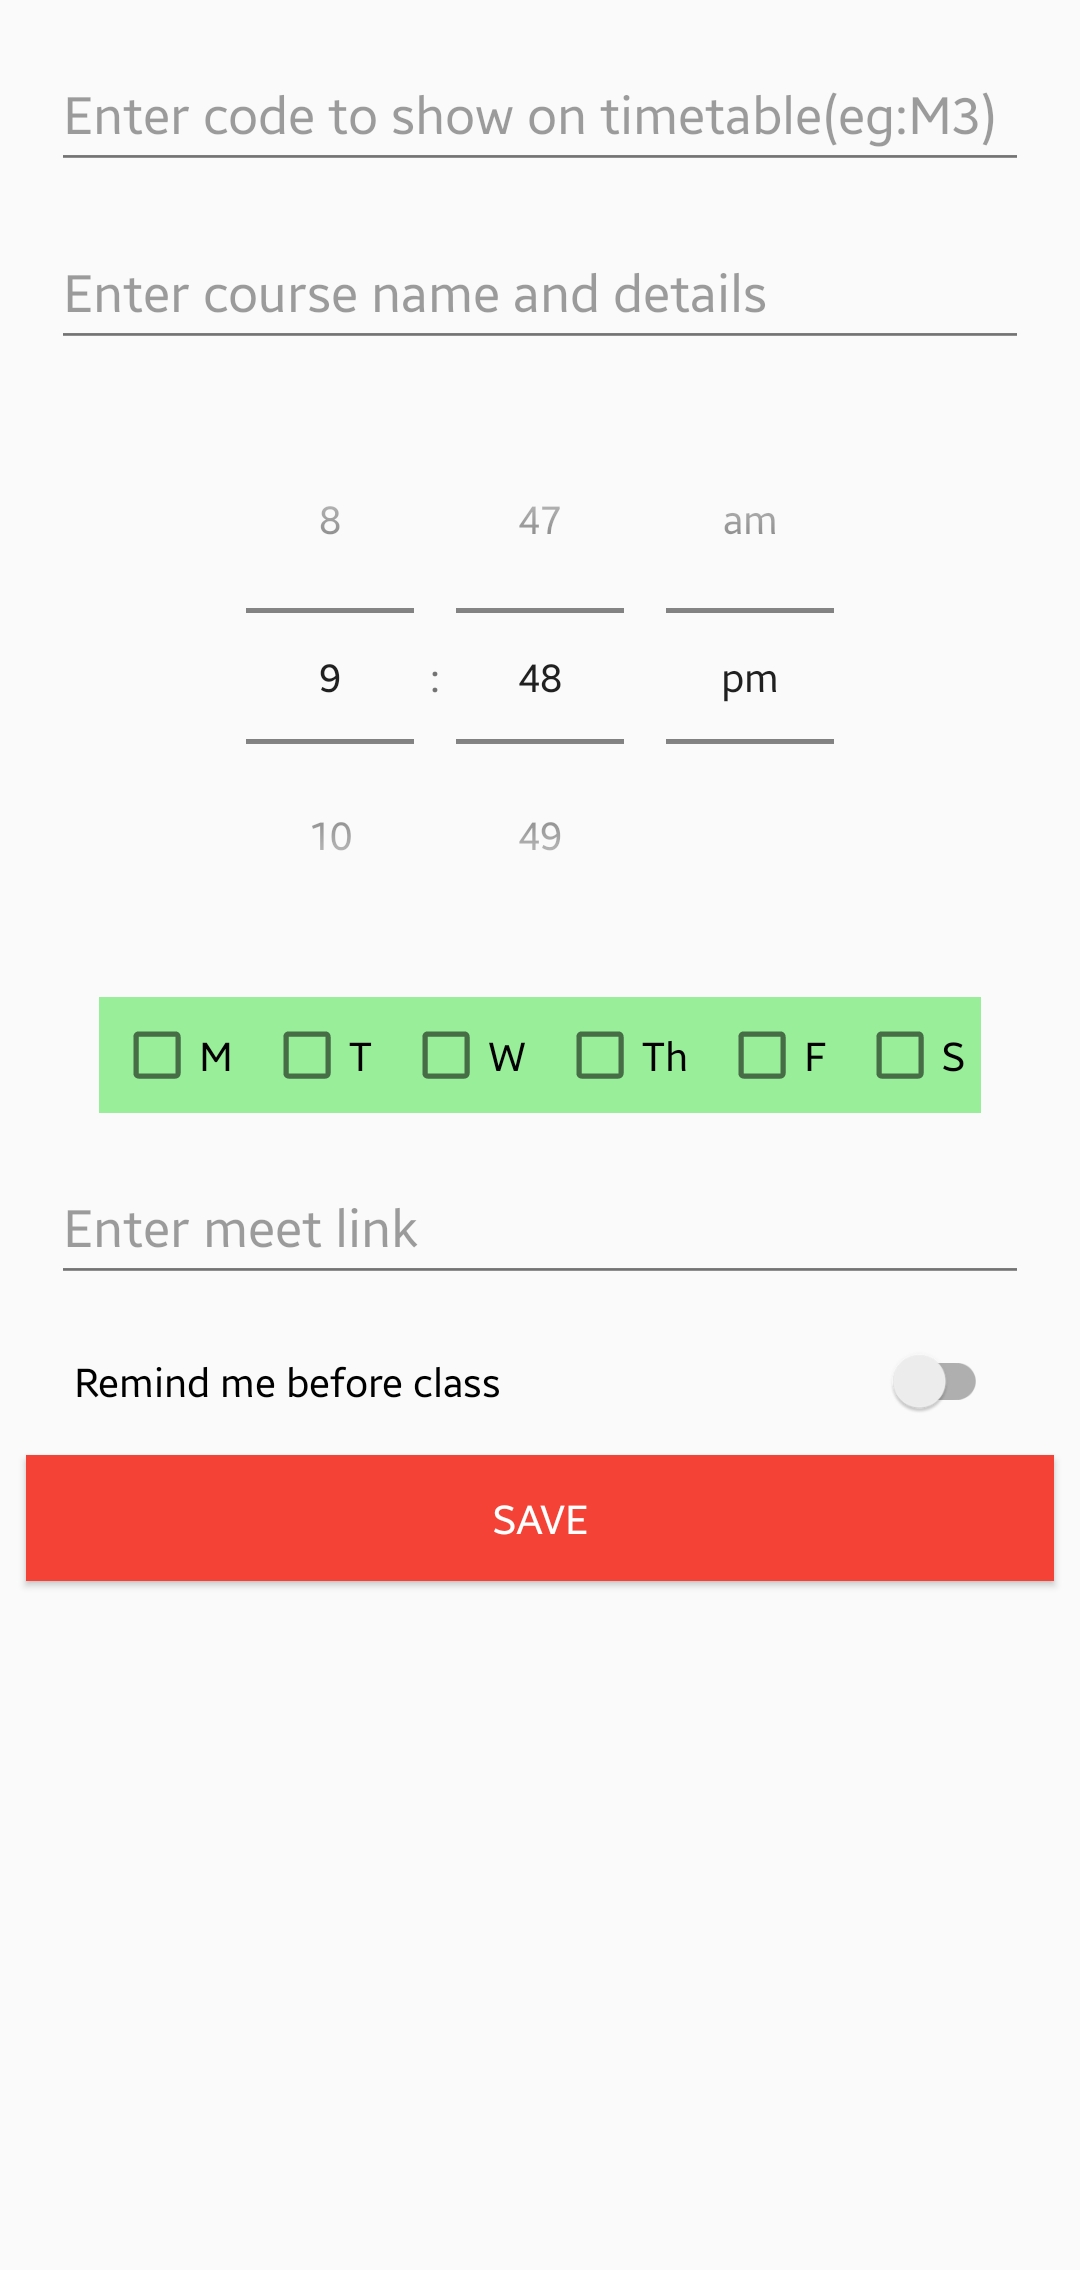 Enter code to show on timetable(eg:M3)
Enter course name and details
8 47 am
9 : 48 pm
10 49
M T W Th F S
Enter meet link
Remind me before class
SAVE